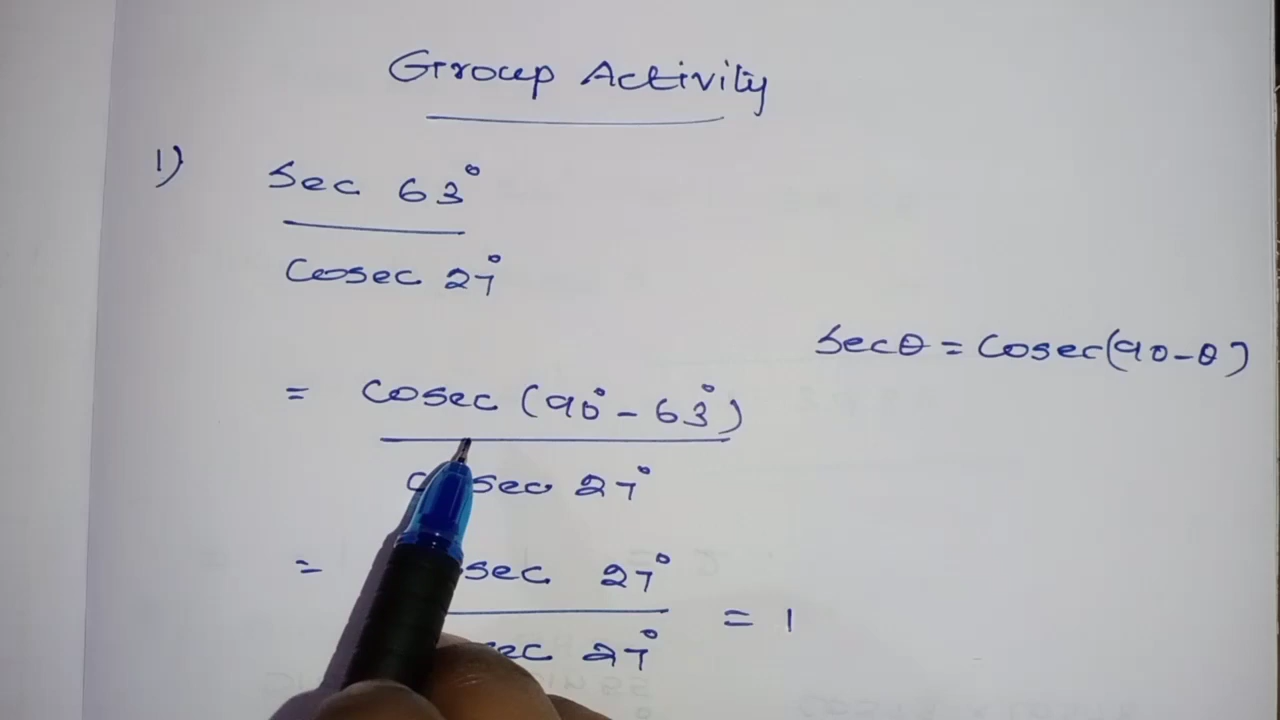 Group Activity
1) Sec 63°
Cosec 27°
Secθ = Cosec(90-θ)
= Cosec (90° - 63°)
sec 27°
= sec 27°
= 1
27°